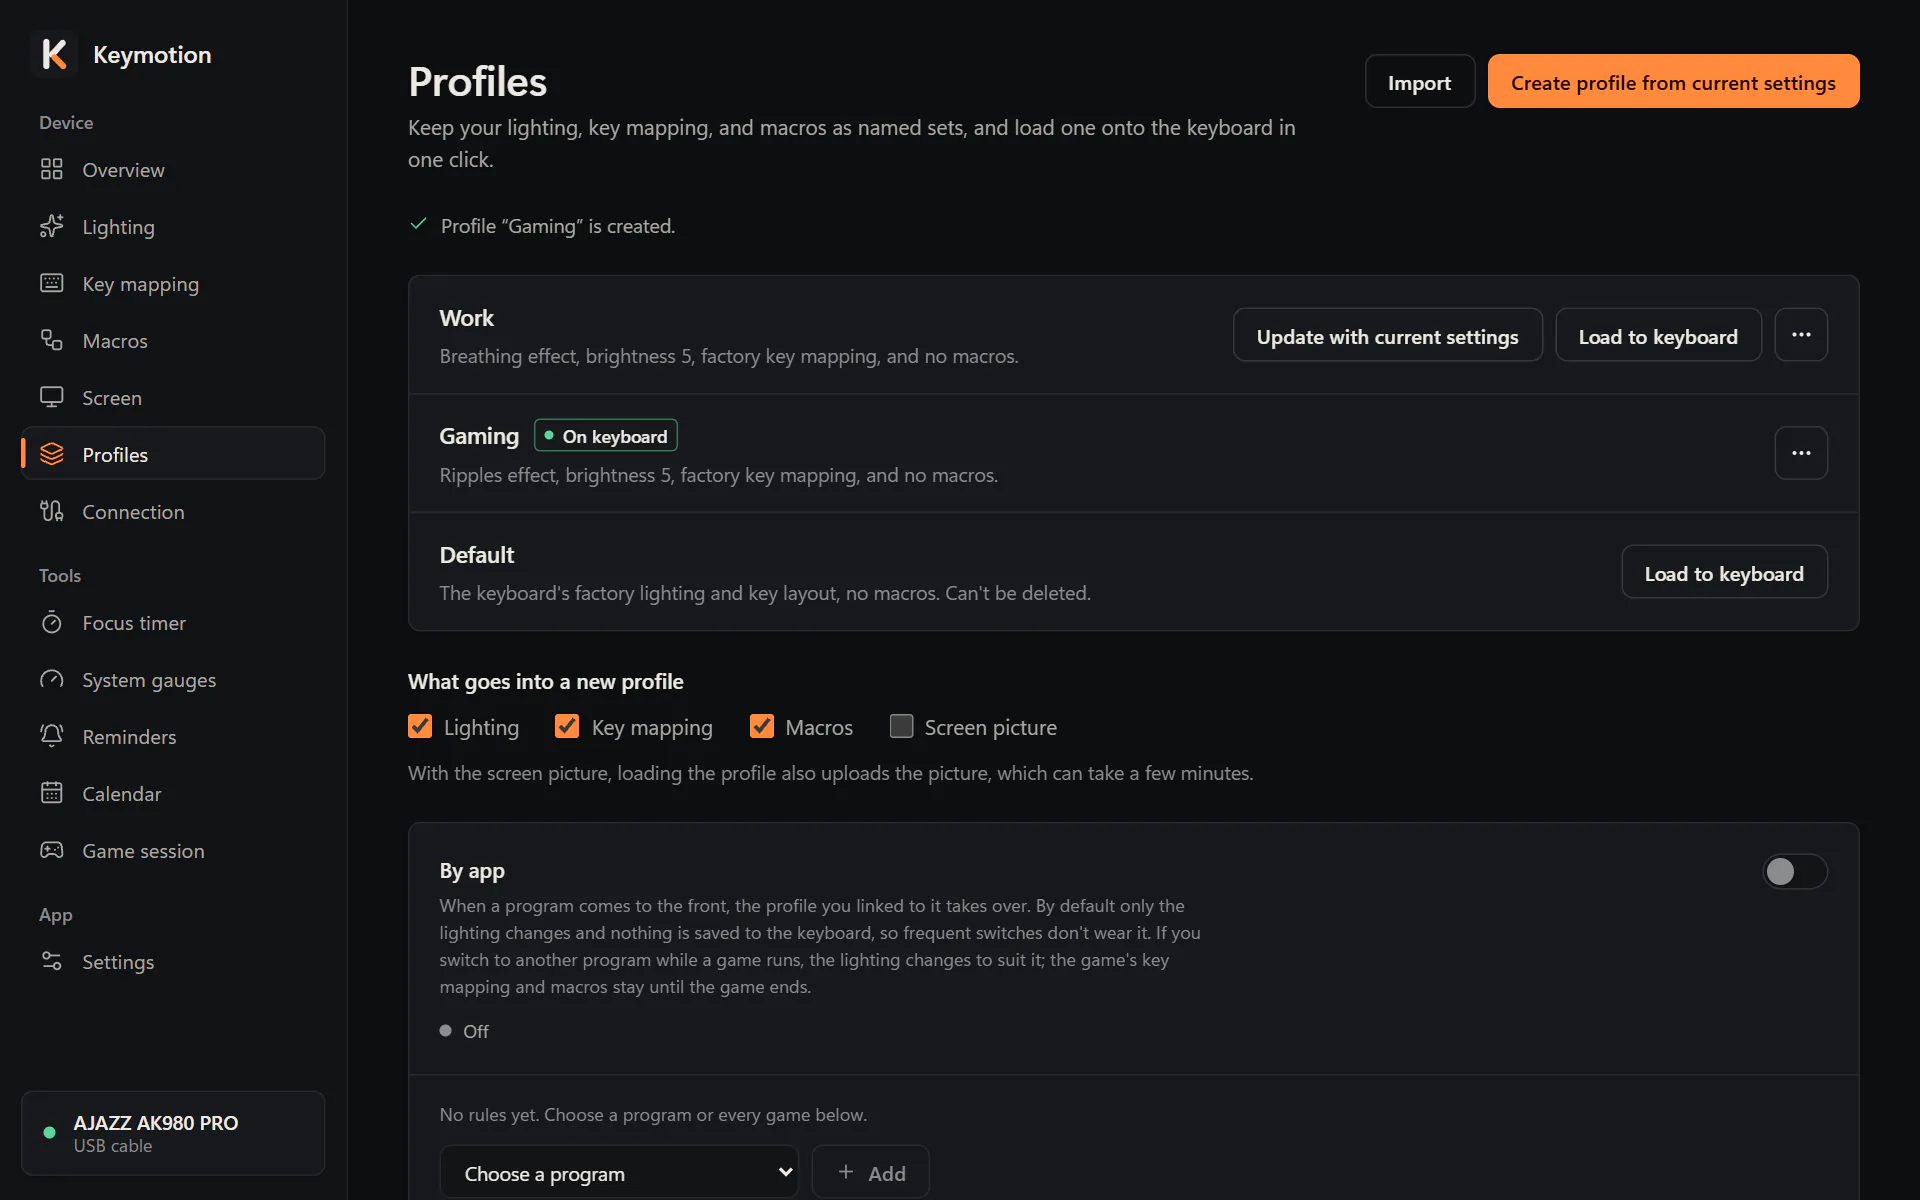 Keymotion
Device
Overview
Lighting
Key mapping
Macros
Screen
Profiles
Connection
Tools
Focus timer
System gauges
Reminders
Calendar
Game session
App
Settings
AJAZZ AK980 PRO
USB cable
Profiles
Keep your lighting, key mapping, and macros as named sets, and load one onto the keyboard in
one click.
Import
Create profile from current settings
Profile “Gaming” is created.
Work
Breathing effect, brightness 5, factory key mapping, and no macros.
Update with current settings
Load to keyboard
Gaming
On keyboard
Ripples effect, brightness 5, factory key mapping, and no macros.
Default
The keyboard's factory lighting and key layout, no macros. Can't be deleted.
Load to keyboard
What goes into a new profile
Lighting
Key mapping
Macros
Screen picture
With the screen picture, loading the profile also uploads the picture, which can take a few minutes.
By app
When a program comes to the front, the profile you linked to it takes over. By default only the
lighting changes and nothing is saved to the keyboard, so frequent switches don't wear it. If you
switch to another program while a game runs, the lighting changes to suit it; the game's key
mapping and macros stay until the game ends.
Off
No rules yet. Choose a program or every game below.
Choose a program
Add